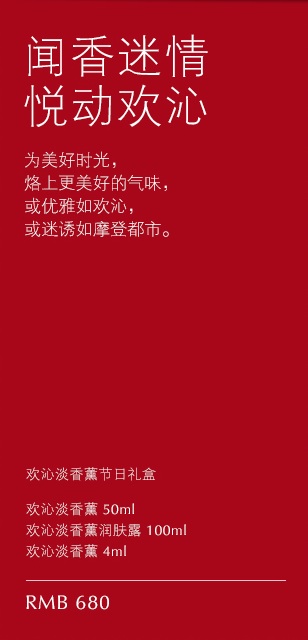 闻香迷情
悦动欢沁
为美好时光，
烙上更美好的气味，
或优雅如欢沁，
或迷诱如摩登都市。
欢沁淡香薰节日礼盒
欢沁淡香薰 50ml
欢沁淡香薰润肤露 100ml
欢沁淡香薰 4ml
RMB 680